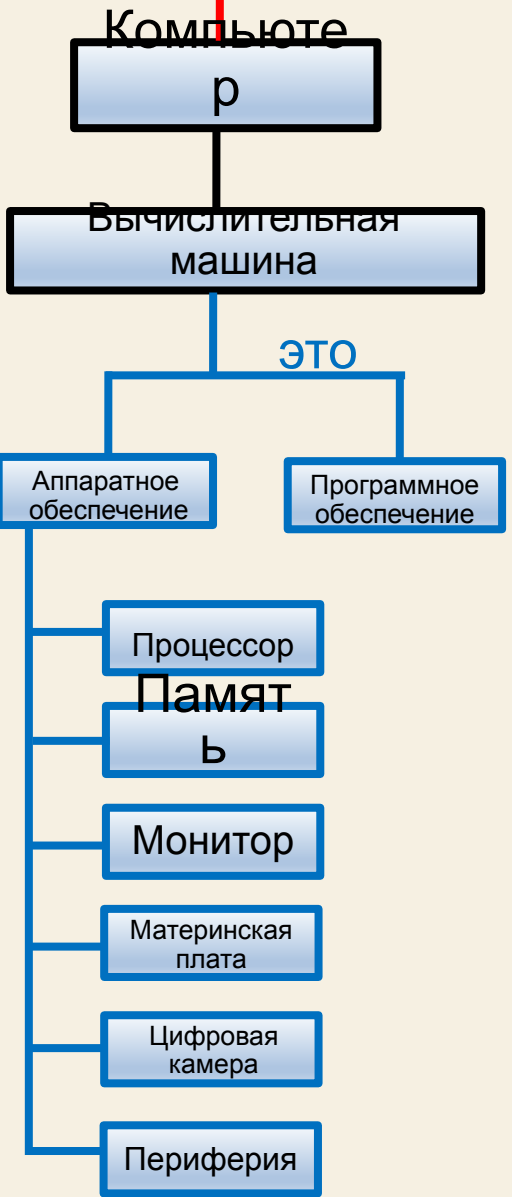 Компьюте
р
Вычислительная
машина
это
Аппаратное
обеспечение
Программное
обеспечение
Процессор
Памят
ь
Монитор
Материнская
плата
Цифровая
камера
Периферия